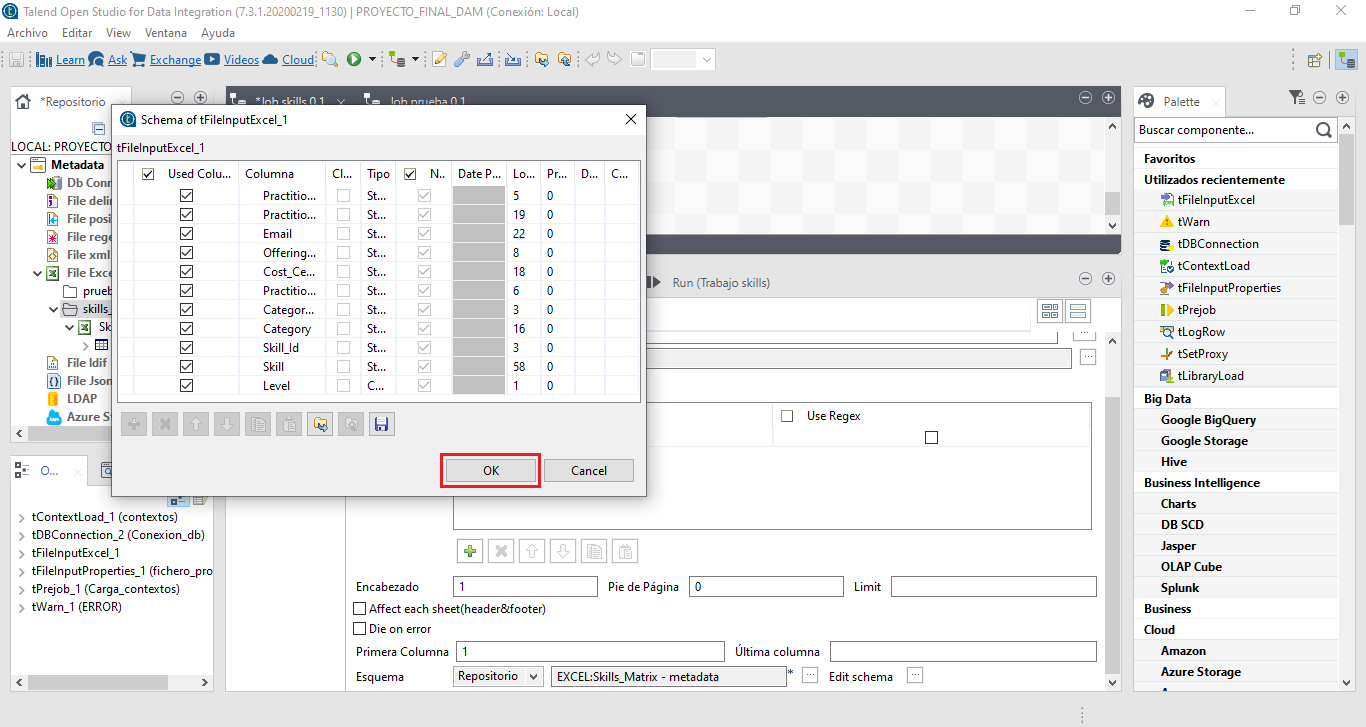 Talend Open Studio for Data Integration (7.3.1.20200219_1130) | PROYECTO_FINAL_DAM (Conexión: Local)
Archivo Editar View Ventana Ayuda
Learn Ask Exchange Videos Cloud
*Repositorio
LOCAL: PROYECTO
Metadata
Db Conn
File deli
File posi
File rege
File xml
File Exce
prueb
skills_
Sk
File ldif
File Json
LDAP
Azure S
*Job skills 0.1
Job prueba 0.1
Schema of tFileInputExcel_1
tFileInputExcel_1
Used Colu... Columna Cl... Tipo N.. Date P... Lo... Pr... D... C...
Practitio... St... 5 0
Practitio... St... 19 0
Email St... 22 0
Offering... St... 8 0
Cost_Ce... St... 18 0
Practitio... St... 6 0
Categor... St... 3 0
Category St... 16 0
Skill_Id St... 3 0
Skill St... 58 0
Level C... 1 0
OK Cancel
O...
tContextLoad_1 (contextos)
tDBConnection_2 (Conexion_db)
tFileInputExcel_1
tFileInputProperties_1 (fichero_pro
tPrejob_1 (Carga_contextos)
tWarn_1 (ERROR)
Run (Trabajo skills)
Use Regex
Encabezado 1 Pie de Página 0 Limit
Affect each sheet(header&footer)
Die on error
Primera Columna 1 Última columna
Esquema Repositorio EXCEL:Skills_Matrix - metadata * ... Edit schema ...
Palette
Buscar componente...
Favoritos
Utilizados recientemente
tFileInputExcel
tWarn
tDBConnection
tContextLoad
tFileInputProperties
tPrejob
tLogRow
tSetProxy
tLibraryLoad
Big Data
Google BigQuery
Google Storage
Hive
Business Intelligence
Charts
DB SCD
Jasper
OLAP Cube
Splunk
Business
Cloud
Amazon
Azure Storage